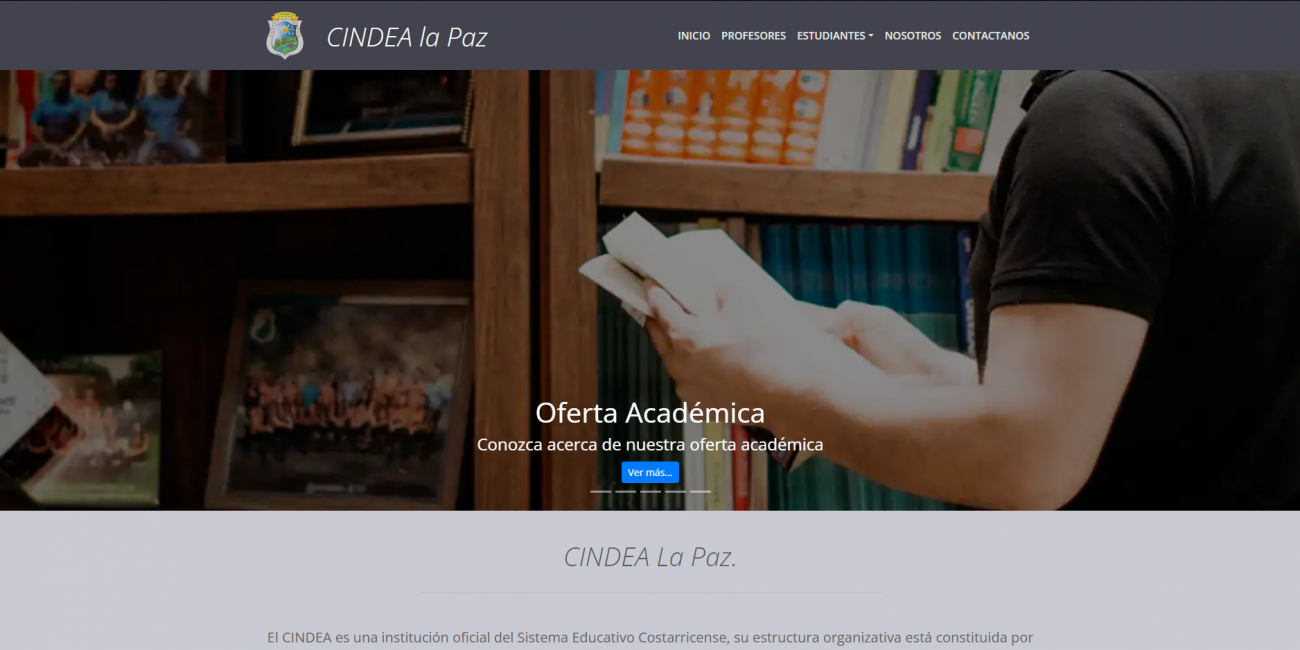 CINDEA la Paz
INICIO PROFESORES ESTUDIANTES NOSOTROS CONTACTANOS
Oferta Académica
Conozca acerca de nuestra oferta académica
Ver más...
CINDEA La Paz.
El CINDEA es una institución oficial del Sistema Educativo Costarricense, su estructura organizativa está constituida por